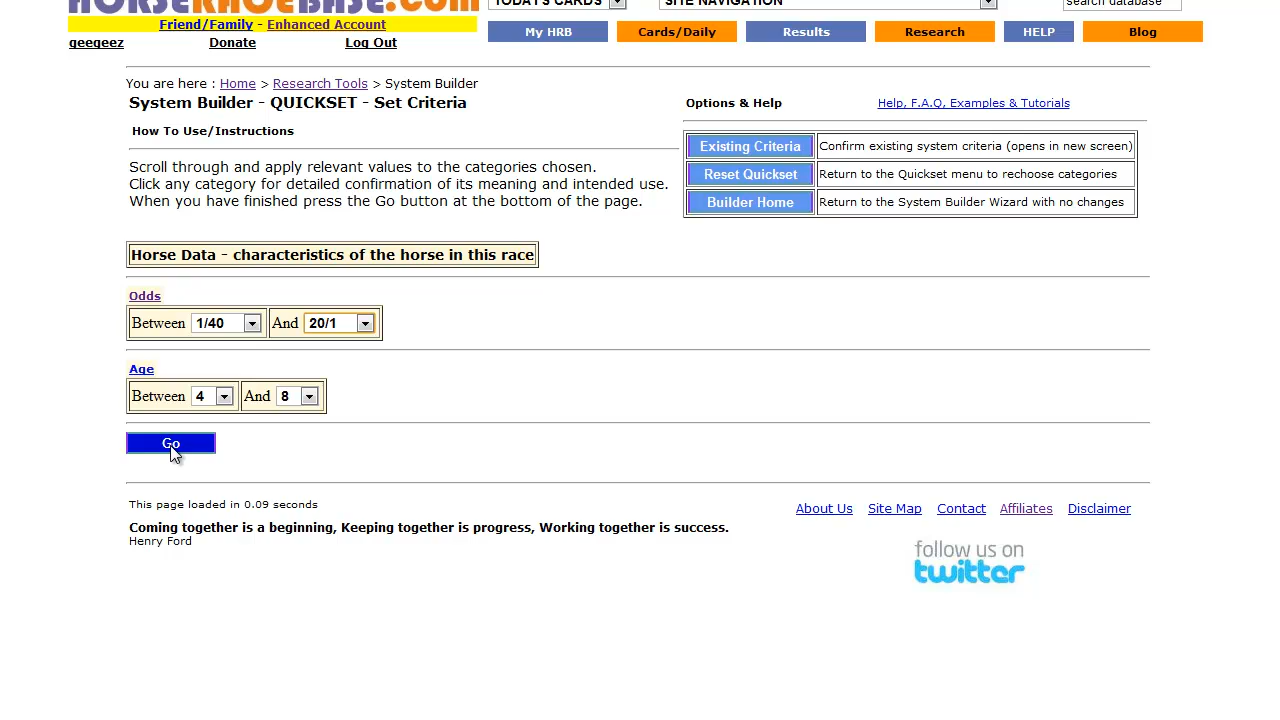 HORSERACEBASE.com
TODAY'S CARDS
SITE NAVIGATION
search database
Friend/Family - Enhanced Account
geegeez Donate Log Out
My HRB Cards/Daily Results Research HELP Blog
You are here : Home > Research Tools > System Builder
System Builder - QUICKSET - Set Criteria
Options & Help
Help, F.A.Q, Examples & Tutorials
How To Use/Instructions
Scroll through and apply relevant values to the categories chosen.
Click any category for detailed confirmation of its meaning and intended use.
When you have finished press the Go button at the bottom of the page.
Existing Criteria Confirm existing system criteria (opens in new screen)
Reset Quickset Return to the Quickset menu to rechoose categories
Builder Home Return to the System Builder Wizard with no changes
Horse Data - characteristics of the horse in this race
Odds
Between 1/40 And 20/1
Age
Between 4 And 8
Go
This page loaded in 0.09 seconds
Coming together is a beginning, Keeping together is progress, Working together is success.
Henry Ford
About Us Site Map Contact Affiliates Disclaimer
follow us on
twitter